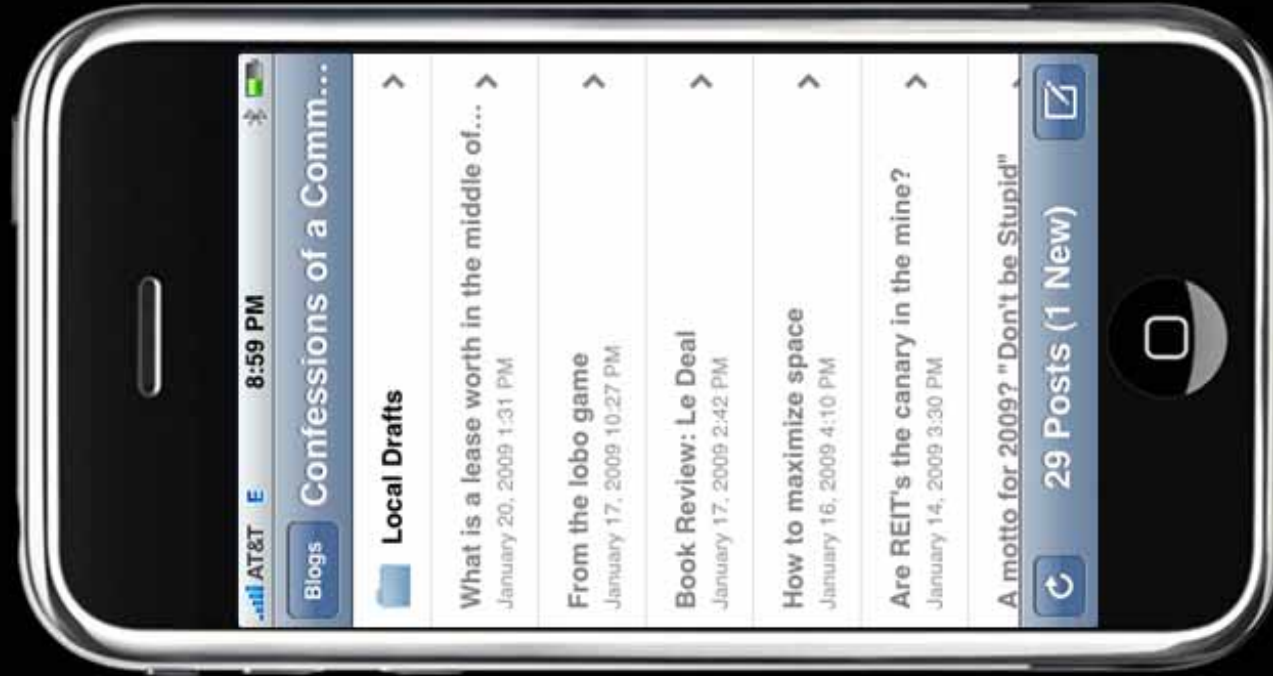 AT&T E 8:59 PM
Blogs Confessions of a Comm...
Local Drafts
What is a lease worth in the middle of...
January 20, 2009 1:31 PM
From the lobo game
January 17, 2009 10:27 PM
Book Review: Le Deal
January 17, 2009 2:42 PM
How to maximize space
January 16, 2009 4:10 PM
Are REIT's the canary in the mine?
January 14, 2009 3:30 PM
A motto for 2009? "Don't be Stupid"
29 Posts (1 New)